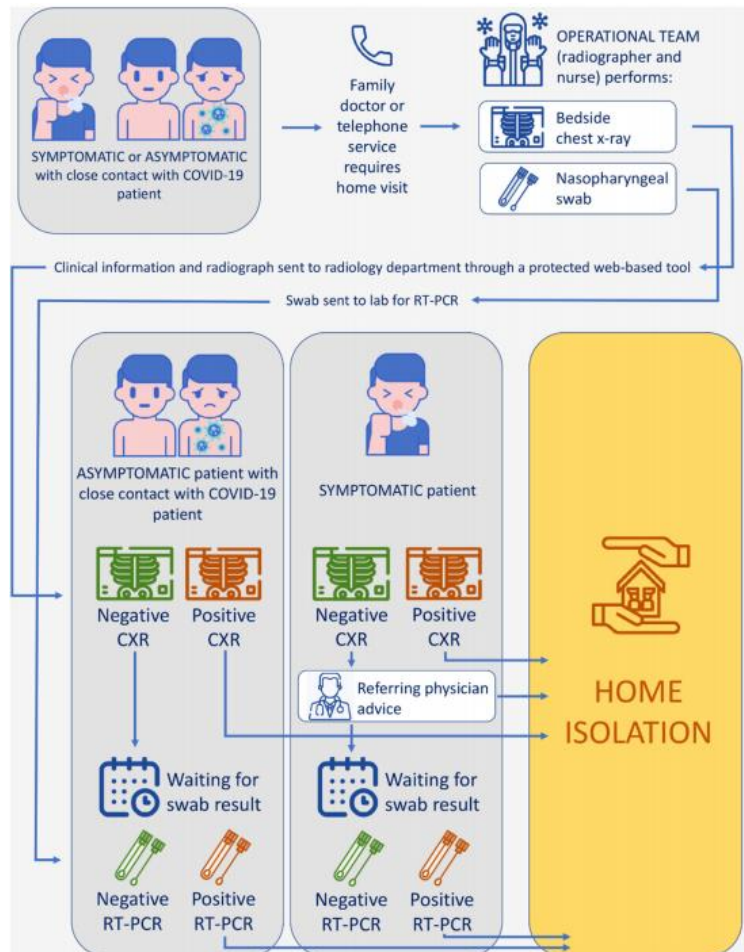 SYMPTOMATIC or ASYMPTOMATIC
with close contact with COVID-19
patient
Family
doctor or
telephone
service
requires
home visit
OPERATIONAL TEAM
(radiographer and
nurse) performs:
Bedside
chest x-ray
Nasopharyngeal
swab
Clinical information and radiograph sent to radiology department through a protected web-based tool
Swab sent to lab for RT-PCR
ASYMPTOMATIC patient with
close contact with COVID-19
patient
Negative
CXR
Positive
CXR
Waiting for
swab result
Negative
RT-PCR
Positive
RT-PCR
SYMPTOMATIC patient
Negative
CXR
Positive
CXR
Referring physician
advice
Waiting for
swab result
Negative
RT-PCR
Positive
RT-PCR
HOME
ISOLATION